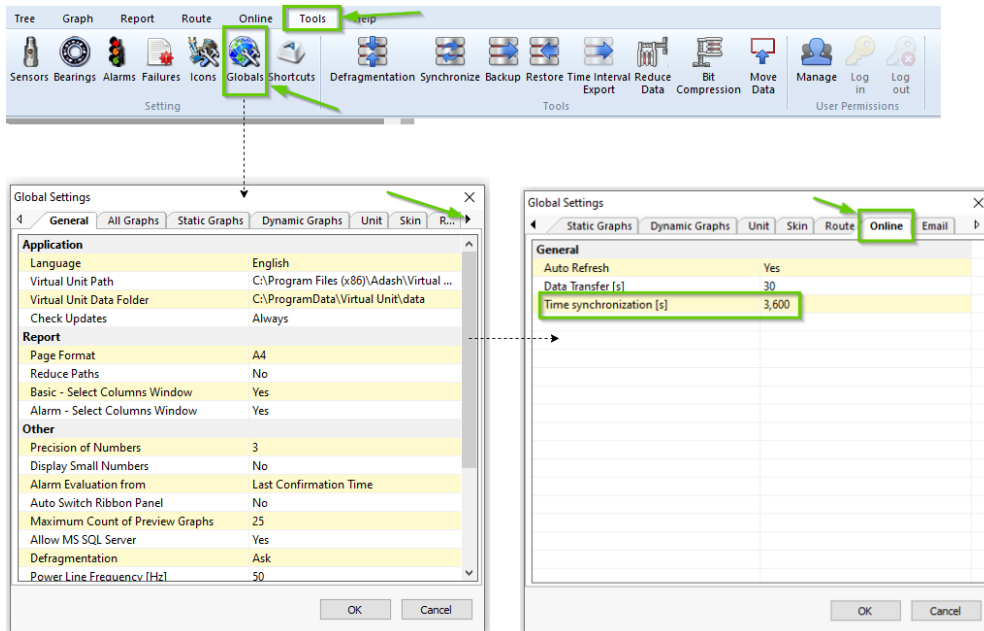 Tree Graph Report Route Online Tools Help
Sensors Bearings Alarms Failures Icons Globals Shortcuts Defragmentation Synchronize Backup Restore Time Interval Export Reduce Data Bit Compression Move Data Manage Log in Log out
Setting Tools User Permissions
Global Settings
General All Graphs Static Graphs Dynamic Graphs Unit Skin R...
Application
Language English
Virtual Unit Path C:\Program Files (x86)\Adash\Virtual ...
Virtual Unit Data Folder C:\ProgramData\Virtual Unit\data
Check Updates Always
Report
Page Format A4
Reduce Paths No
Basic - Select Columns Window Yes
Alarm - Select Columns Window Yes
Other
Precision of Numbers 3
Display Small Numbers No
Alarm Evaluation from Last Confirmation Time
Auto Switch Ribbon Panel No
Maximum Count of Preview Graphs 25
Allow MS SQL Server Yes
Defragmentation Ask
Power Line Frequency [Hz] 50
OK Cancel
Global Settings
Static Graphs Dynamic Graphs Unit Skin Route Online Email
General
Auto Refresh Yes
Data Transfer [s] 30
Time synchronization [s] 3,600
OK Cancel